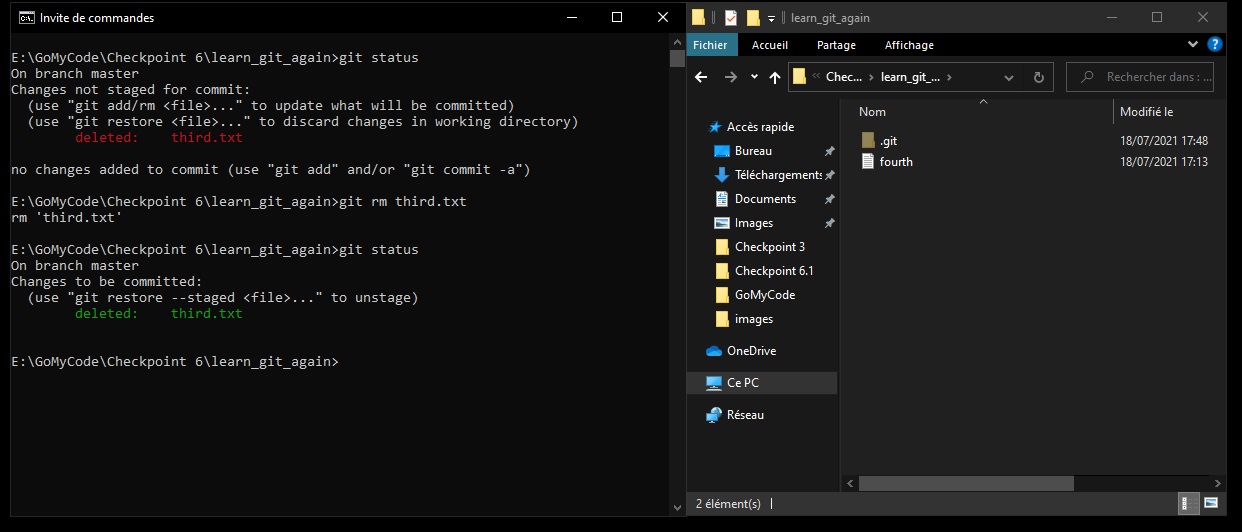 Invite de commandes
E:\GoMyCode\Checkpoint 6\learn_git_again>git status
On branch master
Changes not staged for commit:
  (use "git add/rm <file>..." to update what will be committed)
  (use "git restore <file>..." to discard changes in working directory)
        deleted:    third.txt
no changes added to commit (use "git add" and/or "git commit -a")
E:\GoMyCode\Checkpoint 6\learn_git_again>git rm third.txt
rm 'third.txt'
E:\GoMyCode\Checkpoint 6\learn_git_again>git status
On branch master
Changes to be committed:
  (use "git restore --staged <file>..." to unstage)
        deleted:    third.txt
E:\GoMyCode\Checkpoint 6\learn_git_again>
learn_git_again
Fichier Accueil Partage Affichage
« Chec... > learn_git_... > Rechercher dans : ...
Accès rapide
Bureau
Téléchargements
Documents
Images
Checkpoint 3
Checkpoint 6.1
GoMyCode
images
OneDrive
Ce PC
Réseau
Nom Modifié le
.git 18/07/2021 17:48
fourth 18/07/2021 17:13
2 élément(s)